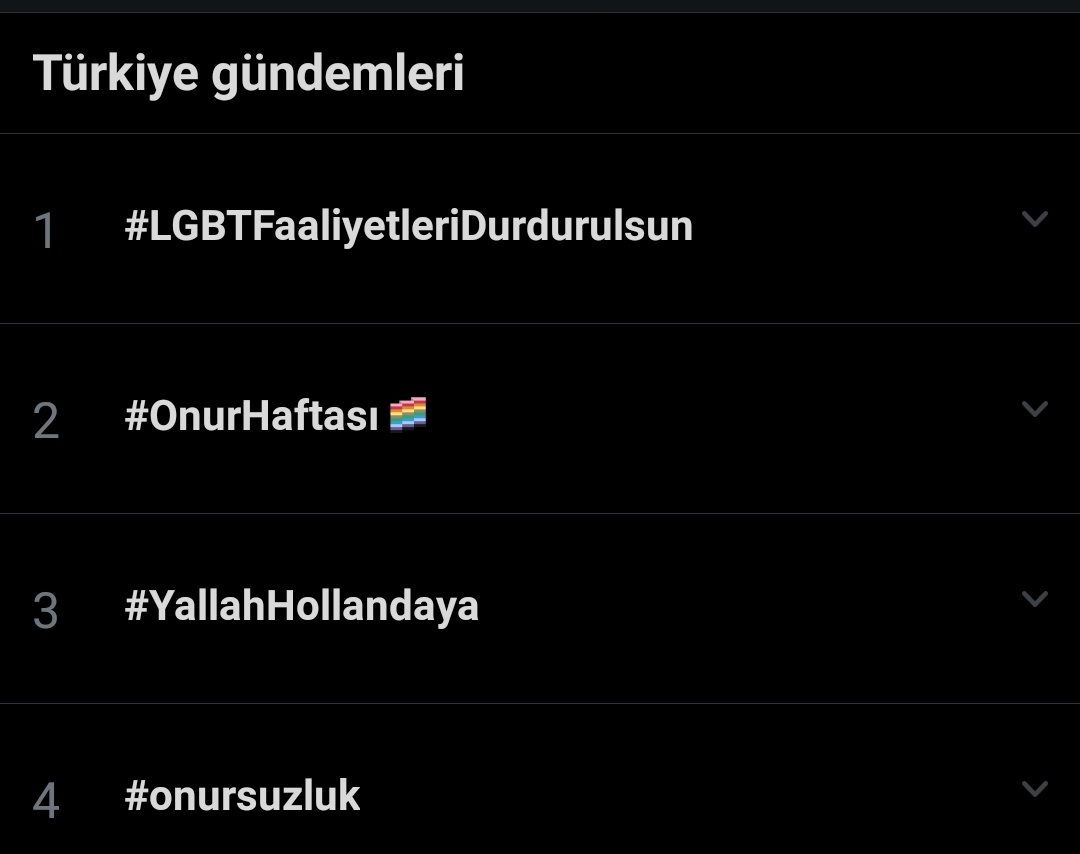 Türkiye gündemleri
1 #LGBTFaaliyetleriDurdurulsun
2 #OnurHaftası
3 #YallahHollandaya
4 #onursuzluk